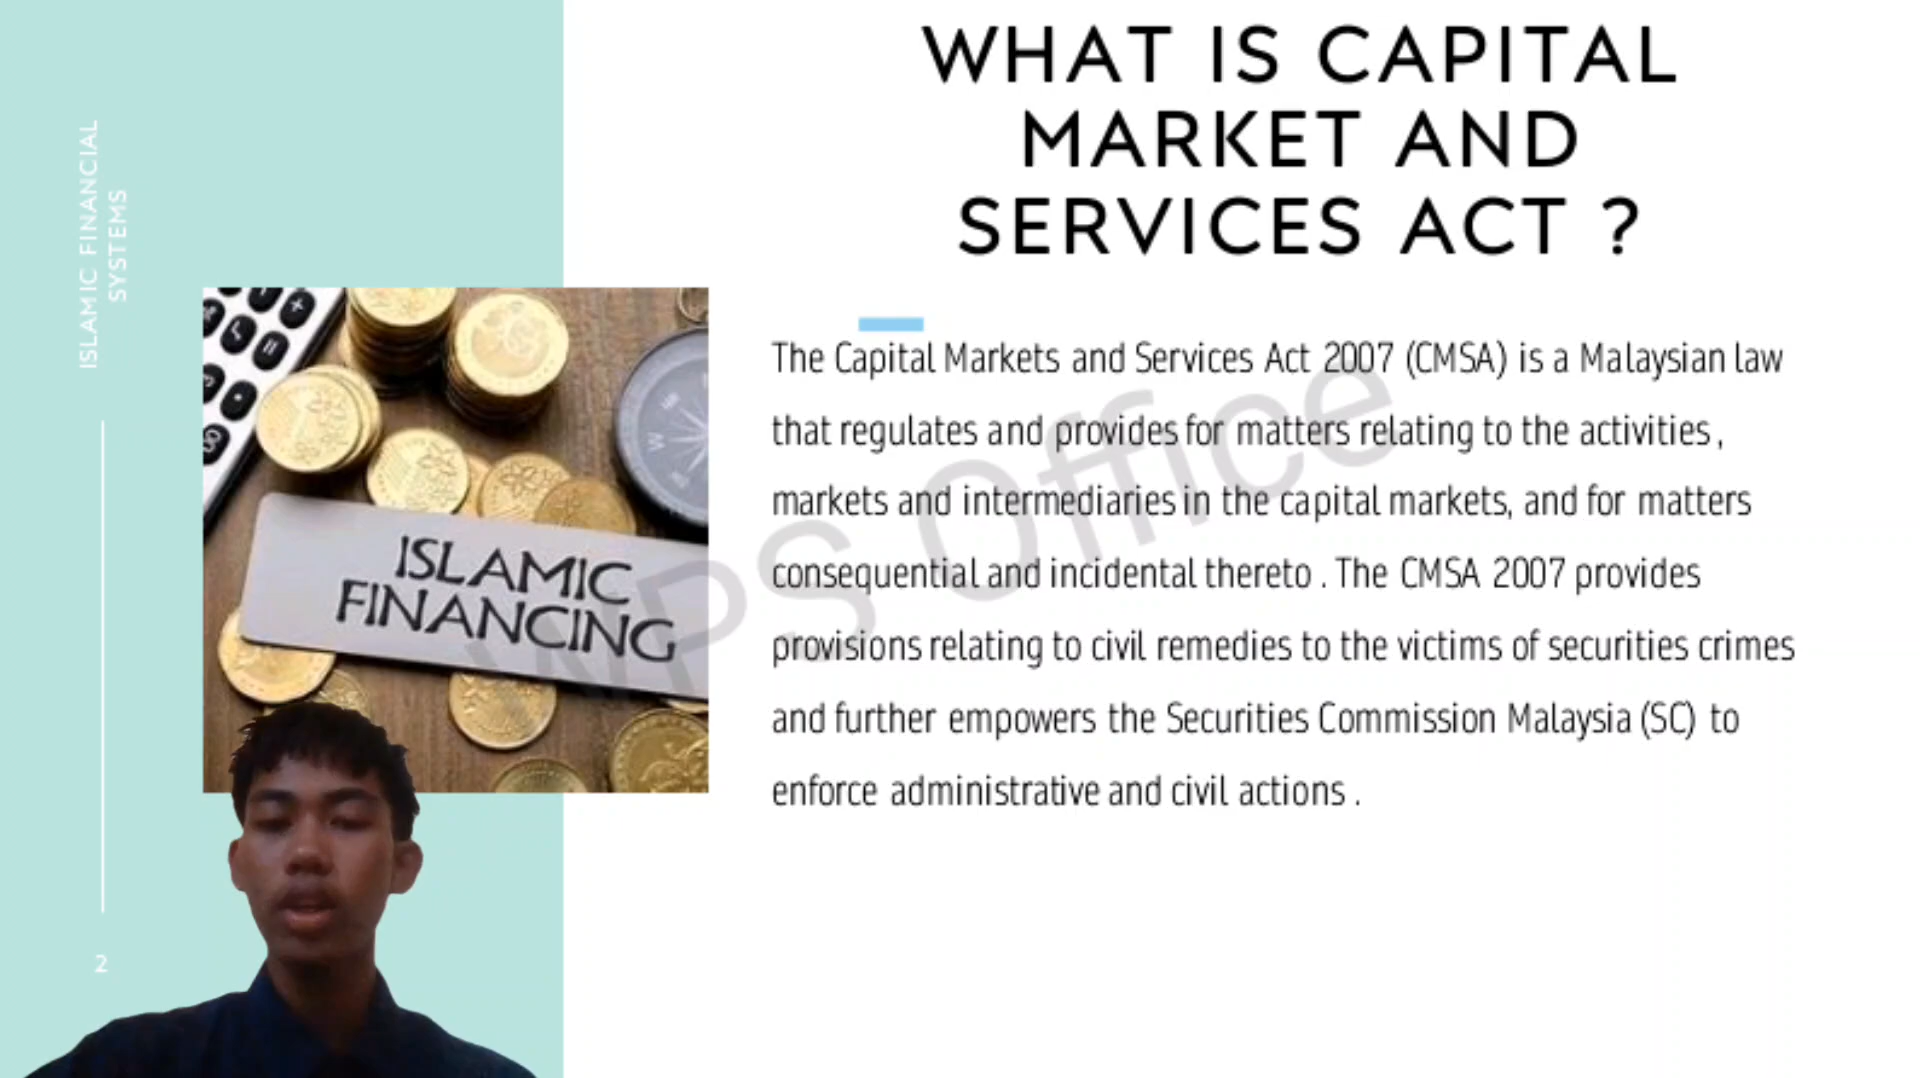 WHAT IS CAPITAL
MARKET AND
SERVICES ACT ?
ISLAMIC FINANCIAL
SYSTEMS
ISLAMIC
FINANCING
The Capital Markets and Services Act 2007 (CMSA) is a Malaysian law
that regulates and provides for matters relating to the activities ,
markets and intermediaries in the capital markets, and for matters
consequential and incidental thereto . The CMSA 2007 provides
provisions relating to civil remedies to the victims of securities crimes
and further empowers the Securities Commission Malaysia (SC) to
enforce administrative and civil actions .
WPS Office
2